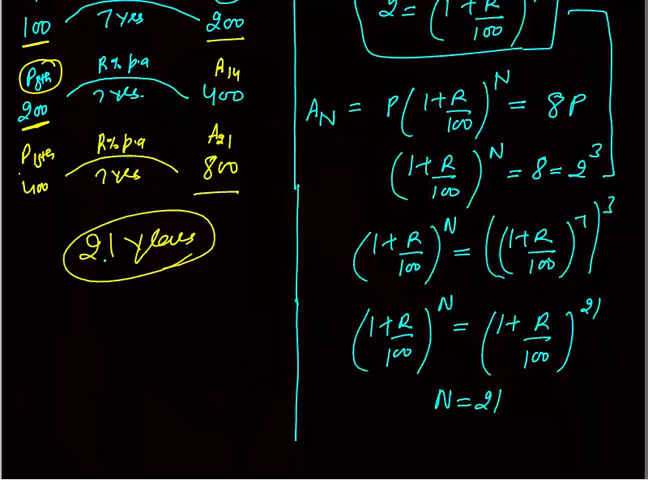 100 7 yrs 200
P8th R% p.a A14
200 7 yrs. 400
R% p.a A21
400 7 yrs 800
21 years
2 = (1+R/100)
A_N = P(1+R/100)^N = 8P
(1+R/100)^N = 8 = 2^3
(1+R/100)^N = ((1+R/100)^7)^3
(1+R/100)^N = (1+R/100)^21
N = 21